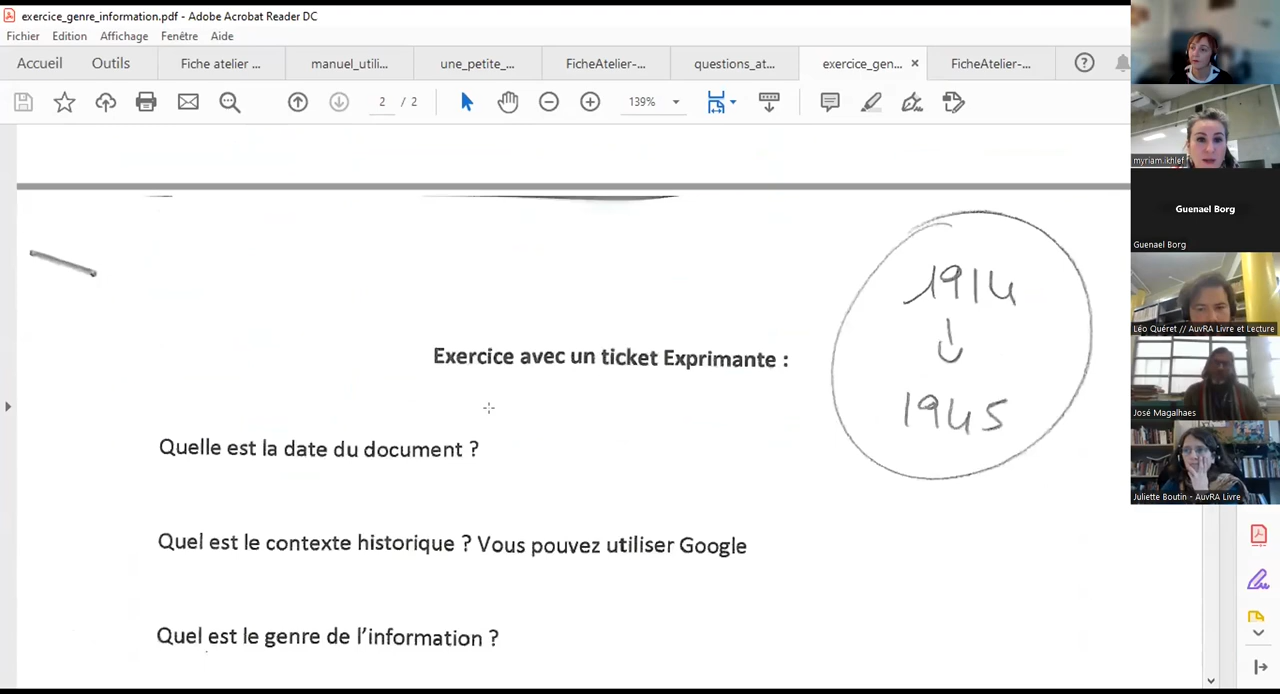 exercice_genre_information.pdf - Adobe Acrobat Reader DC
Fichier Edition Affichage Fenêtre Aide
Accueil Outils Fiche atelier ... manuel_utili... une_petite_... FicheAtelier-... questions_at... exercice_gen... × FicheAtelier-...
2 / 2 139%
1914
1945
Exercice avec un ticket Exprimante :
Quelle est la date du document ?
Quel est le contexte historique ? Vous pouvez utiliser Google
Quel est le genre de l'information ?
myriam.ikhlef
Guenael Borg
Guenael Borg
Léo Quéret // AuvRA Livre et Lecture
José Magalhaes
Juliette Boutin - AuvRA Livre